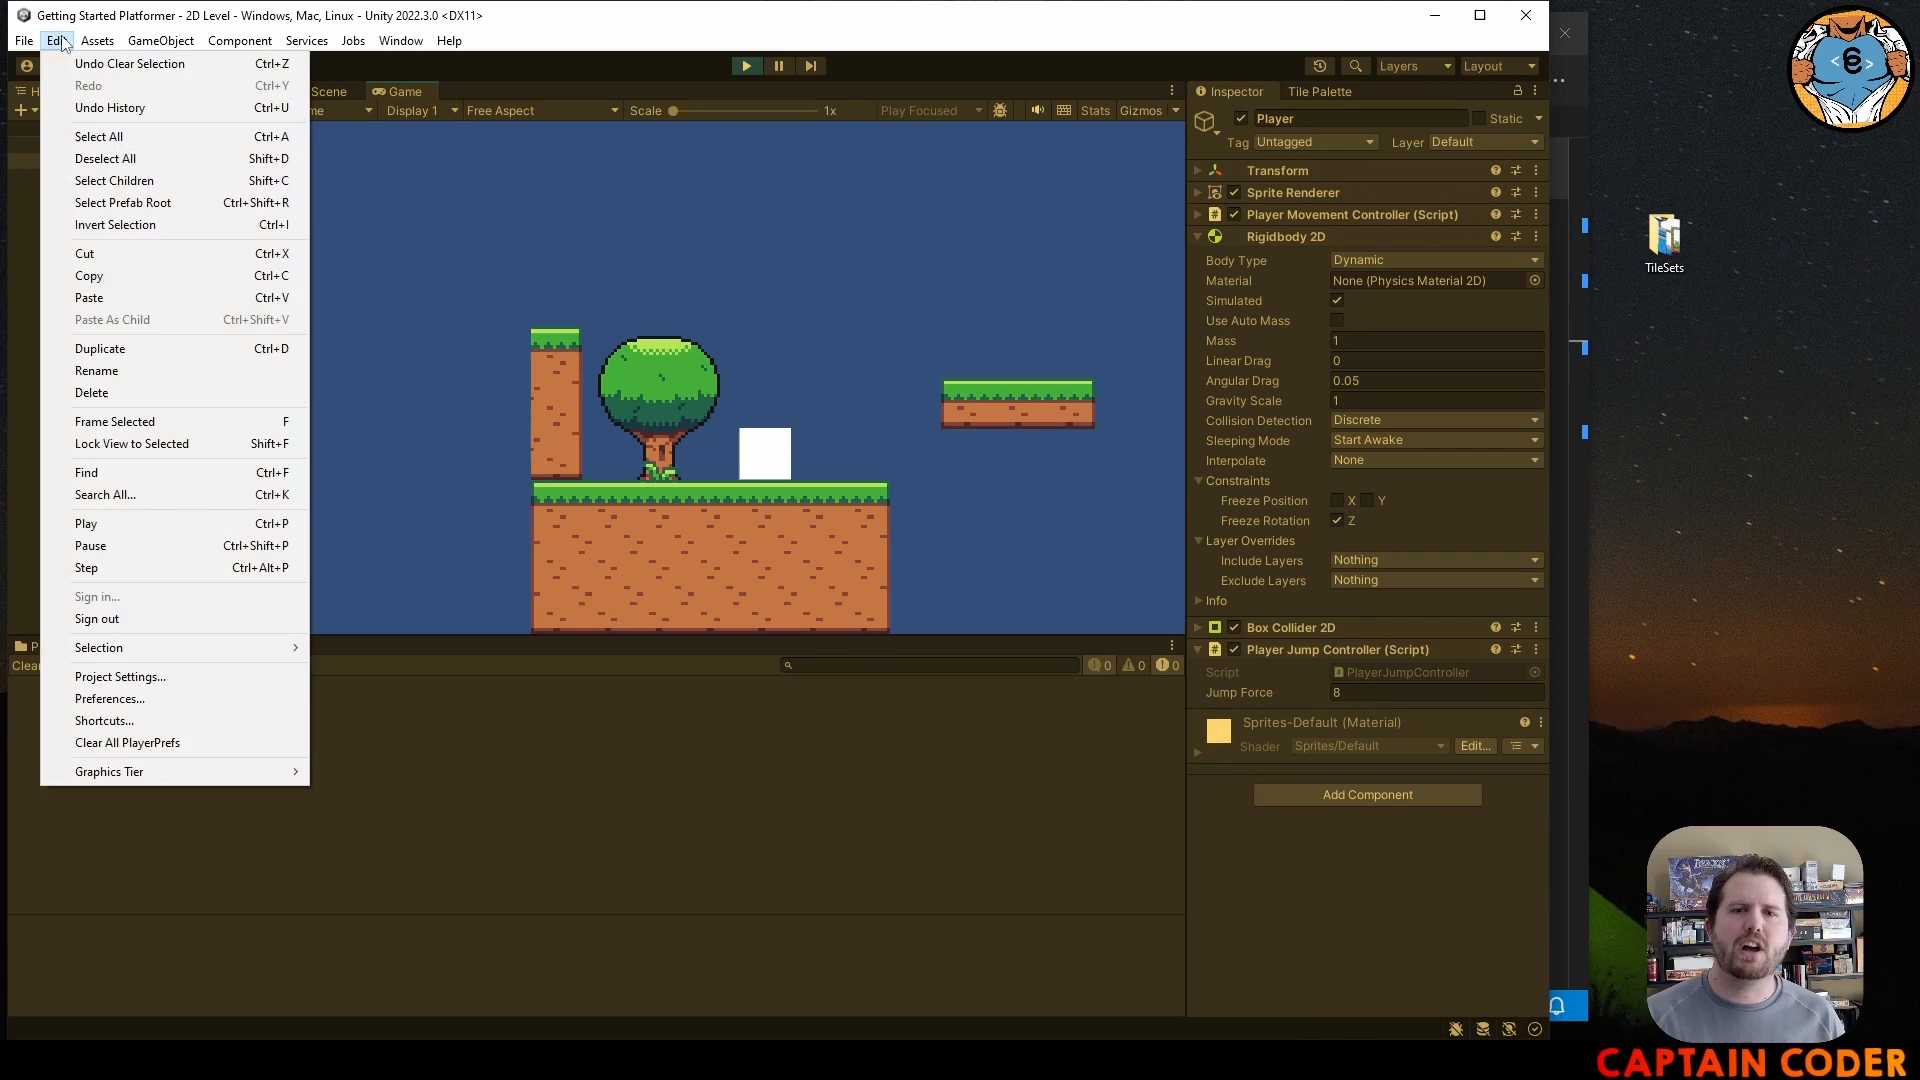 Getting Started Platformer - 2D Level - Windows, Mac, Linux - Unity 2022.3.0 <DX11>
File Edi Assets GameObject Component Services Jobs Window Help
Layers Layout
H Scene Game Inspector Tile Palette
me Display 1 Free Aspect Scale 1x Play Focused Stats Gizmos
Undo Clear Selection Ctrl+Z
Redo Ctrl+Y
Undo History Ctrl+U
Select All Ctrl+A
Deselect All Shift+D
Select Children Shift+C
Select Prefab Root Ctrl+Shift+R
Invert Selection Ctrl+I
Cut Ctrl+X
Copy Ctrl+C
Paste Ctrl+V
Paste As Child Ctrl+Shift+V
Duplicate Ctrl+D
Rename
Delete
Frame Selected F
Lock View to Selected Shift+F
Find Ctrl+F
Search All... Ctrl+K
Play Ctrl+P
Pause Ctrl+Shift+P
Step Ctrl+Alt+P
Sign in...
Sign out
Selection
Project Settings...
Preferences...
Shortcuts...
Clear All PlayerPrefs
Graphics Tier
P
Clear
0 0 0
Player Static
Tag Untagged Layer Default
Transform
Sprite Renderer
# Player Movement Controller (Script)
Rigidbody 2D
Body Type Dynamic
Material None (Physics Material 2D)
Simulated
Use Auto Mass
Mass 1
Linear Drag 0
Angular Drag 0.05
Gravity Scale 1
Collision Detection Discrete
Sleeping Mode Start Awake
Interpolate None
Constraints
Freeze Position X Y
Freeze Rotation Z
Layer Overrides
Include Layers Nothing
Exclude Layers Nothing
Info
Box Collider 2D
# Player Jump Controller (Script)
Script PlayerJumpController
Jump Force 8
Sprites-Default (Material)
Shader Sprites/Default Edit...
Add Component
TileSets
CAPTAIN CODER